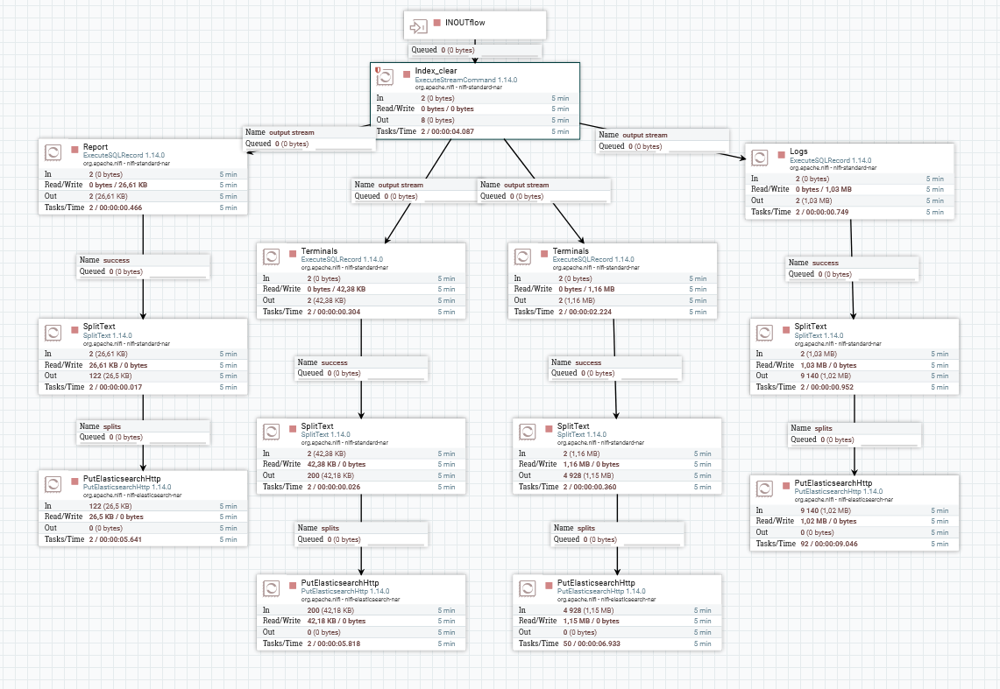 INOUTflow
Queued 0 (0 bytes)
Index_clear
ExecuteStreamCommand 1.14.0
org.apache.nifi - nifi-standard-nar
In 2 (0 bytes) 5 min
Read/Write 0 bytes / 0 bytes 5 min
Out 8 (0 bytes) 5 min
Tasks/Time 2 / 00:00:04.087 5 min
Name output stream
Queued 0 (0 bytes)
Name output stream
Queued 0 (0 bytes)
Name output stream
Queued 0 (0 bytes)
Name output stream
Queued 0 (0 bytes)
Report
ExecuteSQLRecord 1.14.0
org.apache.nifi - nifi-standard-nar
In 2 (0 bytes) 5 min
Read/Write 0 bytes / 26,61 KB 5 min
Out 2 (26,61 KB) 5 min
Tasks/Time 2 / 00:00:00.466 5 min
Name success
Queued 0 (0 bytes)
SplitText
SplitText 1.14.0
org.apache.nifi - nifi-standard-nar
In 2 (26,61 KB) 5 min
Read/Write 26,61 KB / 0 bytes 5 min
Out 122 (26,5 KB) 5 min
Tasks/Time 2 / 00:00:00.017 5 min
Name splits
Queued 0 (0 bytes)
PutElasticsearchHttp
PutElasticsearchHttp 1.14.0
org.apache.nifi - nifi-elasticsearch-nar
In 122 (26,5 KB) 5 min
Read/Write 26,5 KB / 0 bytes 5 min
Out 0 (0 bytes) 5 min
Tasks/Time 2 / 00:00:05.641 5 min
Terminals
ExecuteSQLRecord 1.14.0
org.apache.nifi - nifi-standard-nar
In 2 (0 bytes) 5 min
Read/Write 0 bytes / 42,38 KB 5 min
Out 2 (42,38 KB) 5 min
Tasks/Time 2 / 00:00:00.304 5 min
Name success
Queued 0 (0 bytes)
SplitText
SplitText 1.14.0
org.apache.nifi - nifi-standard-nar
In 2 (42,38 KB) 5 min
Read/Write 42,38 KB / 0 bytes 5 min
Out 200 (42,18 KB) 5 min
Tasks/Time 2 / 00:00:00.026 5 min
Name splits
Queued 0 (0 bytes)
PutElasticsearchHttp
PutElasticsearchHttp 1.14.0
org.apache.nifi - nifi-elasticsearch-nar
In 200 (42,18 KB) 5 min
Read/Write 42,18 KB / 0 bytes 5 min
Out 0 (0 bytes) 5 min
Tasks/Time 2 / 00:00:05.818 5 min
Terminals
ExecuteSQLRecord 1.14.0
org.apache.nifi - nifi-standard-nar
In 2 (0 bytes) 5 min
Read/Write 0 bytes / 1,16 MB 5 min
Out 2 (1,16 MB) 5 min
Tasks/Time 2 / 00:00:02.224 5 min
Name success
Queued 0 (0 bytes)
SplitText
SplitText 1.14.0
org.apache.nifi - nifi-standard-nar
In 2 (1,16 MB) 5 min
Read/Write 1,16 MB / 0 bytes 5 min
Out 4 928 (1,15 MB) 5 min
Tasks/Time 2 / 00:00:00.360 5 min
Name splits
Queued 0 (0 bytes)
PutElasticsearchHttp
PutElasticsearchHttp 1.14.0
org.apache.nifi - nifi-elasticsearch-nar
In 4 928 (1,15 MB) 5 min
Read/Write 1,15 MB / 0 bytes 5 min
Out 0 (0 bytes) 5 min
Tasks/Time 50 / 00:00:06.933 5 min
Logs
ExecuteSQLRecord 1.14.0
org.apache.nifi - nifi-standard-nar
In 2 (0 bytes) 5 min
Read/Write 0 bytes / 1,03 MB 5 min
Out 2 (1,03 MB) 5 min
Tasks/Time 2 / 00:00:00.749 5 min
Name success
Queued 0 (0 bytes)
SplitText
SplitText 1.14.0
org.apache.nifi - nifi-standard-nar
In 2 (1,03 MB) 5 min
Read/Write 1,03 MB / 0 bytes 5 min
Out 9 140 (1,02 MB) 5 min
Tasks/Time 2 / 00:00:00.952 5 min
Name splits
Queued 0 (0 bytes)
PutElasticsearchHttp
PutElasticsearchHttp 1.14.0
org.apache.nifi - nifi-elasticsearch-nar
In 9 140 (1,02 MB) 5 min
Read/Write 1,02 MB / 0 bytes 5 min
Out 0 (0 bytes) 5 min
Tasks/Time 92 / 00:00:09.046 5 min